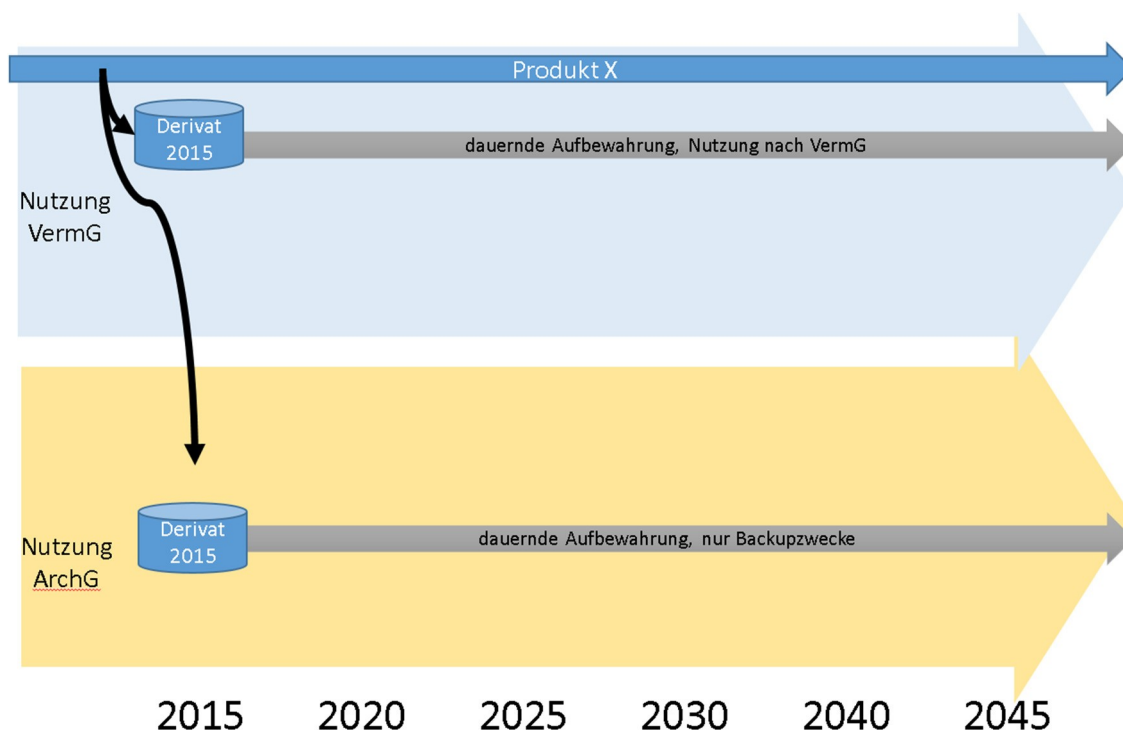 Produkt X
Derivat
2015
dauernde Aufbewahrung, Nutzung nach VermG
Nutzung
VermG
Derivat
2015
dauernde Aufbewahrung, nur Backupzwecke
Nutzung
ArchG
2015 2020 2025 2030 2040 2045